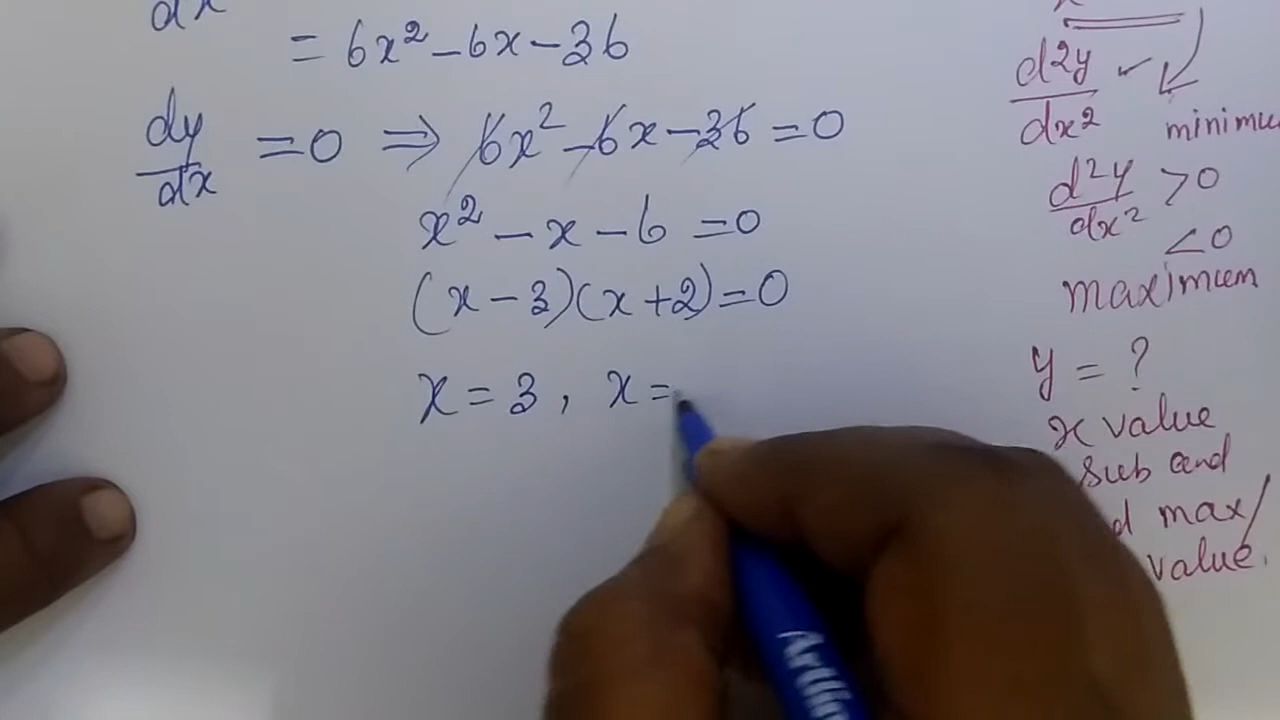 dx
= 6x² - 6x - 36
dy/dx = 0 ⇒ 6x² - 6x - 36 = 0
x² - x - 6 = 0
(x - 3)(x + 2) = 0
x = 3, x =
d²y/dx² ✓
minimu
d²y/dx² > 0
< 0
maximum
y = ?
x value
sub and
d max/
value.